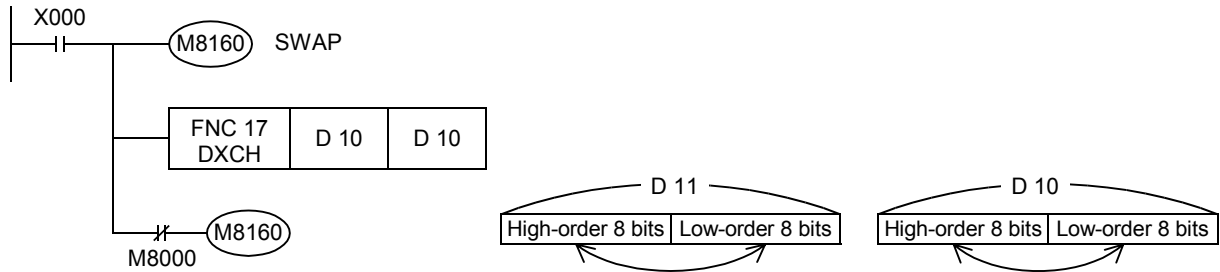 X000
M8160 SWAP
FNC 17
DXCH
D 10
D 10
M8160
M8000
D 11
High-order 8 bits Low-order 8 bits
D 10
High-order 8 bits Low-order 8 bits